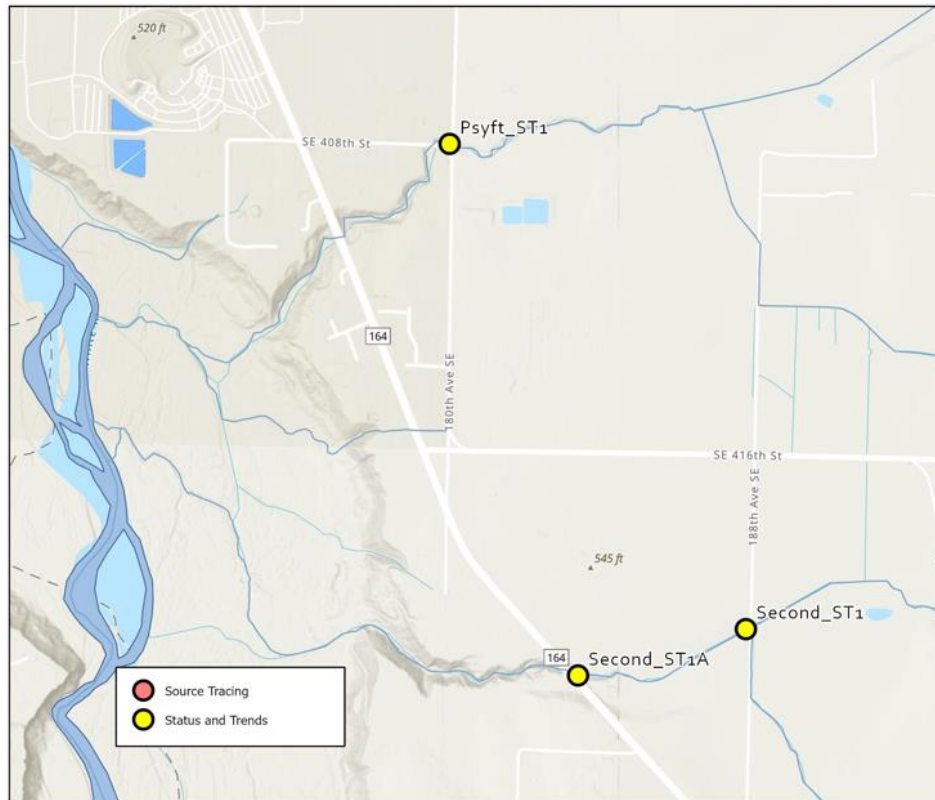 520 ft
Psyft_ST1
SE 408th St
164
180th Ave SE
SE 416th St
188th Ave SE
545 ft
Second_ST1
164
Second_ST1A
Source Tracing
Status and Trends